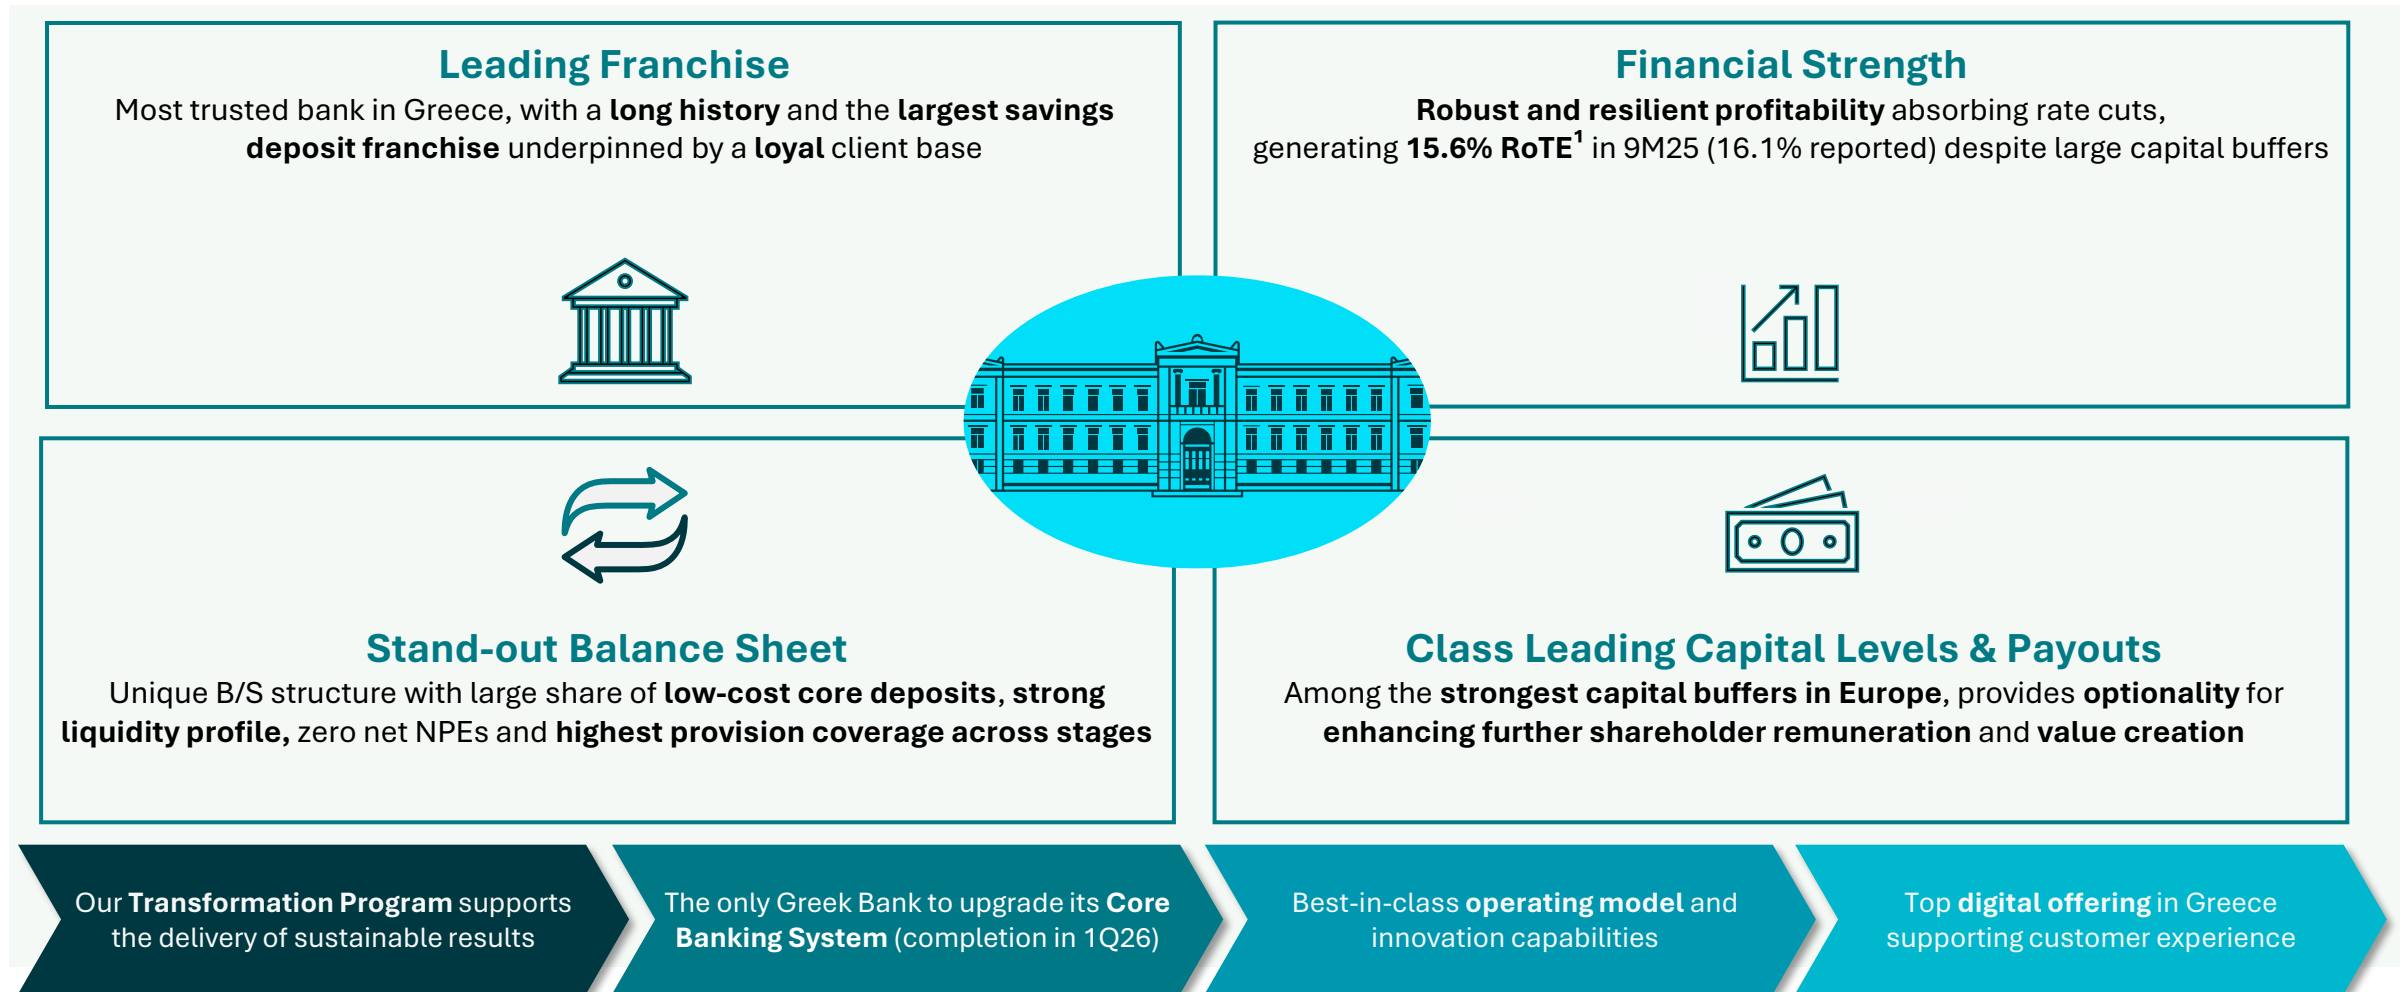 Leading Franchise
Most trusted bank in Greece, with a long history and the largest savings
deposit franchise underpinned by a loyal client base
Financial Strength
Robust and resilient profitability absorbing rate cuts,
generating 15.6% RoTE¹ in 9M25 (16.1% reported) despite large capital buffers
Stand-out Balance Sheet
Unique B/S structure with large share of low-cost core deposits, strong
liquidity profile, zero net NPEs and highest provision coverage across stages
Class Leading Capital Levels & Payouts
Among the strongest capital buffers in Europe, provides optionality for
enhancing further shareholder remuneration and value creation
Our Transformation Program supports
the delivery of sustainable results
The only Greek Bank to upgrade its Core
Banking System (completion in 1Q26)
Best-in-class operating model and
innovation capabilities
Top digital offering in Greece
supporting customer experience